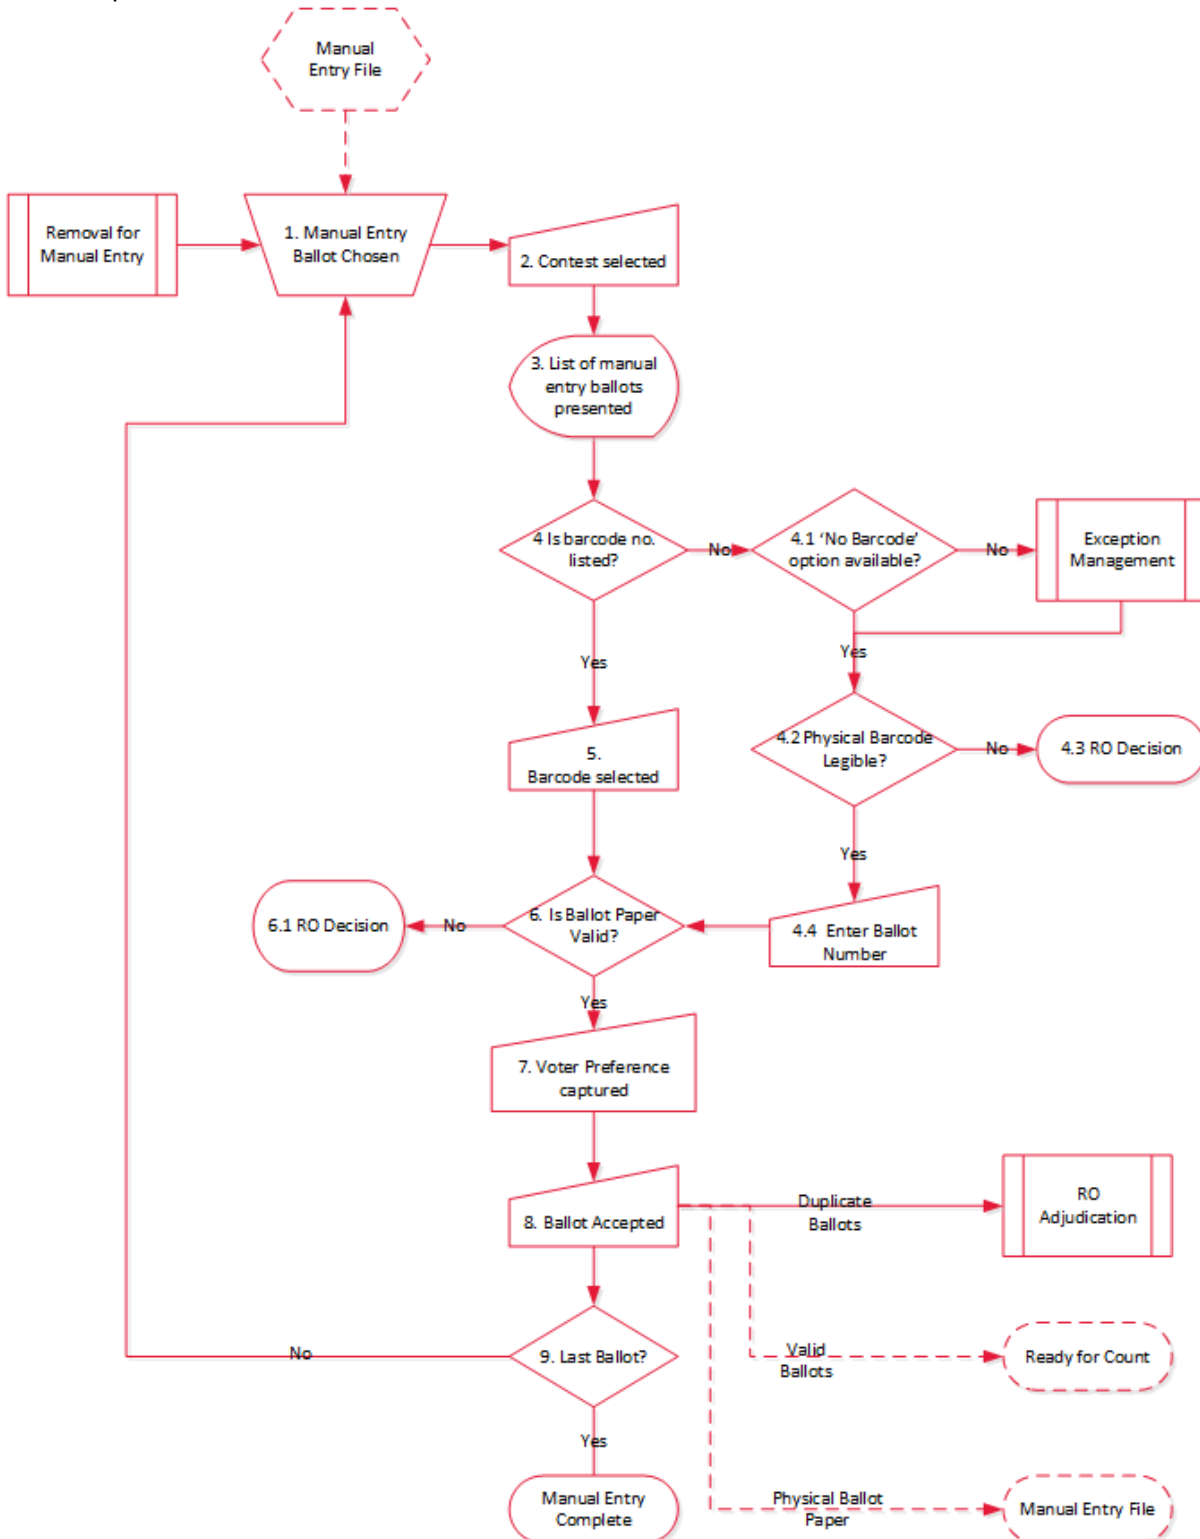 Manual
Entry File
Removal for
Manual Entry
1. Manual Entry
Ballot Chosen
2. Contest selected
3. List of manual
entry ballots
presented
4 Is barcode no.
listed?
No
4.1 ‘No Barcode’
option available?
No
Exception
Management
Yes
Yes
5.
Barcode selected
4.2 Physical Barcode
Legible?
No
4.3 RO Decision
Yes
6.1 RO Decision
No
6. Is Ballot Paper
Valid?
4.4 Enter Ballot
Number
Yes
7. Voter Preference
captured
8. Ballot Accepted
Duplicate
Ballots
RO
Adjudication
No
9. Last Ballot?
Valid
Ballots
Ready for Count
Yes
Manual Entry
Complete
Physical Ballot
Paper
Manual Entry File